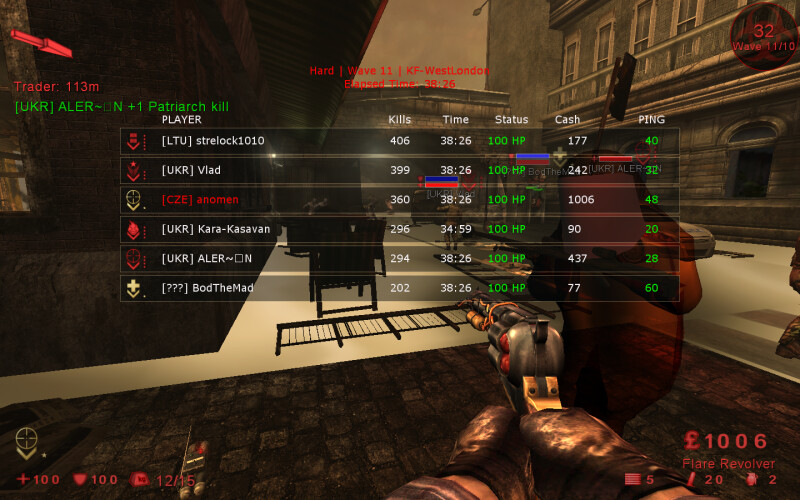 32
Wave 11/10
Hard | Wave 11 | KF-WestLondon
Elapsed Time: 38:26
Trader: 113m
[UKR] ALER~□N +1 Patriarch kill
PLAYER Kills Time Status Cash PING
[LTU] strelock1010 406 38:26 100 HP 177 40
[UKR] Vlad 399 38:26 100 HP 242 32
BodTheMad
[UKR] ALER~□N
[CZE] anomen 360 38:26 100 HP 1006 48
[UKR] Kara-Kasavan 296 34:59 100 HP 90 20
[UKR] ALER~□N 294 38:26 100 HP 437 28
[???] BodTheMad 202 38:26 100 HP 77 60
£1006
Flare Revolver
100 100 12/15 5 20 2